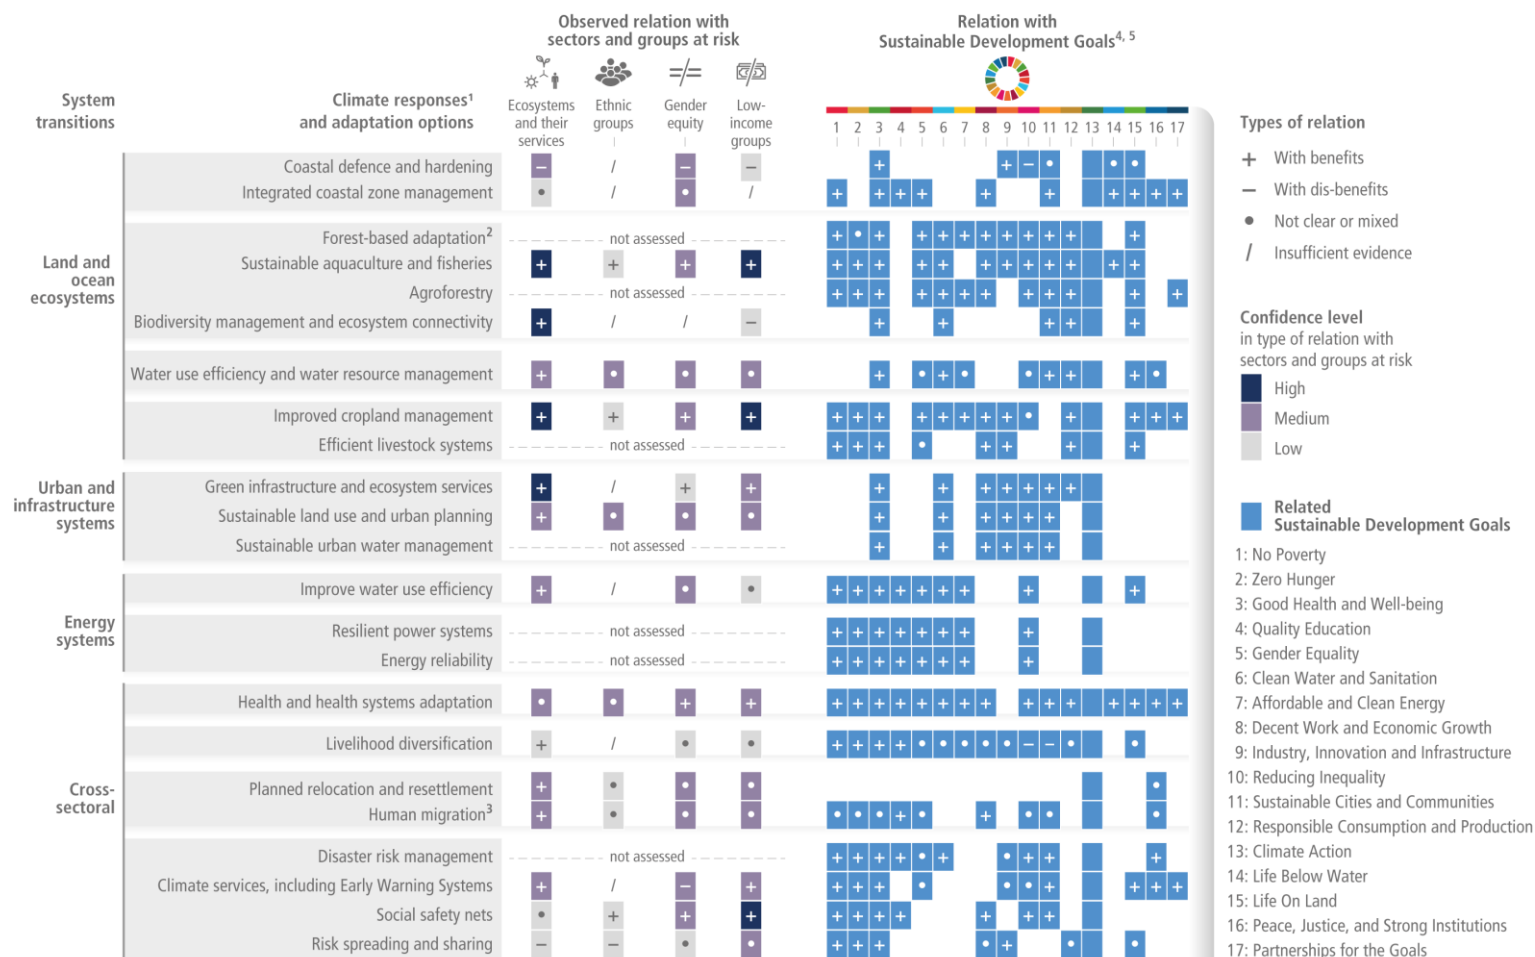 Observed relation with
sectors and groups at risk
Relation with
Sustainable Development Goals4, 5
System
transitions
Climate responses1
and adaptation options
Ecosystems
and their
services
Ethnic
groups
Gender
equity
Low-
income
groups
1 2 3 4 5 6 7 8 9 10 11 12 13 14 15 16 17
Land and
ocean
ecosystems
Coastal defence and hardening − / − − + + − • • •
Integrated coastal zone management • / • / + + + + + + + + + +
Forest-based adaptation2 not assessed + • + + + + + + + + + +
Sustainable aquaculture and fisheries + + + + + + + + + + + + + + + +
Agroforestry not assessed + + + + + + + + + + + +
Biodiversity management and ecosystem connectivity + / / − + + + + +
Water use efficiency and water resource management + • • • + • + • • + + + •
Improved cropland management + + + + + + + + + + + + • + + + +
Efficient livestock systems not assessed + + + • + + + +
Urban and
infrastructure
systems
Green infrastructure and ecosystem services + / + + + + + + + + +
Sustainable land use and urban planning + • • • + + + + + +
Sustainable urban water management not assessed + + + + + +
Energy
systems
Improve water use efficiency + / • • + + + + + + + + +
Resilient power systems not assessed + + + + + + + +
Energy reliability not assessed + + + + + + + +
Cross-
sectoral
Health and health systems adaptation • • + + + + + + + + + + + + + + + + +
Livelihood diversification + / • • + + + + • • • • • − − • •
Planned relocation and resettlement + • • • •
Human migration3 + • • • • • • + • + • • •
Disaster risk management not assessed + + + + • + • + + +
Climate services, including Early Warning Systems + / − + + + + • • • + + + +
Social safety nets • + + + + + + + + + +
Risk spreading and sharing − − • • + + + • + • •
Types of relation
+ With benefits
− With dis-benefits
• Not clear or mixed
/ Insufficient evidence
Confidence level
in type of relation with
sectors and groups at risk
High
Medium
Low
Related
Sustainable Development Goals
1: No Poverty
2: Zero Hunger
3: Good Health and Well-being
4: Quality Education
5: Gender Equality
6: Clean Water and Sanitation
7: Affordable and Clean Energy
8: Decent Work and Economic Growth
9: Industry, Innovation and Infrastructure
10: Reducing Inequality
11: Sustainable Cities and Communities
12: Responsible Consumption and Production
13: Climate Action
14: Life Below Water
15: Life On Land
16: Peace, Justice, and Strong Institutions
17: Partnerships for the Goals